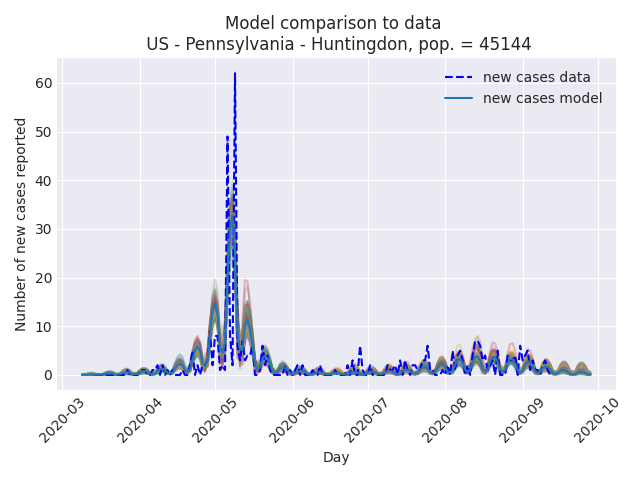 Model comparison to data
US - Pennsylvania - Huntingdon, pop. = 45144
new cases data
new cases model
Number of new cases reported
60
50
40
30
20
10
0
2020-03
2020-04
2020-05
2020-06
2020-07
2020-08
2020-09
2020-10
Day